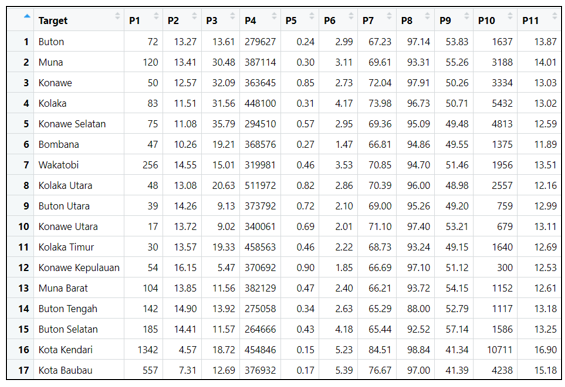 Target P1 P2 P3 P4 P5 P6 P7 P8 P9 P10 P11
1 Buton 72 13.27 13.61 279627 0.24 2.99 67.23 97.14 53.83 1637 13.87
2 Muna 120 13.41 30.48 387114 0.30 3.11 69.61 93.31 55.26 3188 14.01
3 Konawe 50 12.57 32.09 363645 0.85 2.73 72.04 97.91 50.26 3334 13.03
4 Kolaka 83 11.51 31.56 448100 0.31 4.17 73.98 96.73 50.71 5432 13.02
5 Konawe Selatan 75 11.08 35.79 294510 0.57 2.95 69.36 95.09 49.48 4813 12.59
6 Bombana 47 10.26 19.21 368576 0.27 1.47 66.81 94.86 49.55 1375 11.89
7 Wakatobi 256 14.55 15.01 319981 0.46 3.53 70.85 94.70 51.46 1956 13.51
8 Kolaka Utara 48 13.08 20.63 511972 0.82 2.86 70.39 96.00 48.98 2557 12.16
9 Buton Utara 39 14.26 9.13 373792 0.72 2.10 69.00 95.26 49.20 759 12.99
10 Konawe Utara 17 13.72 9.02 340061 0.69 2.01 71.10 97.40 53.21 679 13.11
11 Kolaka Timur 30 13.57 19.33 458563 0.46 2.22 68.73 93.24 49.15 1640 12.69
12 Konawe Kepulauan 54 16.15 5.47 370692 0.90 1.85 66.69 97.10 51.12 300 12.53
13 Muna Barat 104 13.85 11.56 382129 0.47 2.40 66.21 93.72 54.15 1152 12.61
14 Buton Tengah 142 14.90 13.92 275058 0.34 2.63 65.29 88.00 52.79 1117 13.18
15 Buton Selatan 185 14.41 11.57 264666 0.43 4.18 65.44 92.52 57.14 1586 13.25
16 Kota Kendari 1342 4.57 18.72 454846 0.15 5.23 84.51 98.84 41.34 10711 16.90
17 Kota Baubau 557 7.31 12.69 376932 0.17 5.39 76.67 97.00 41.39 4238 15.18